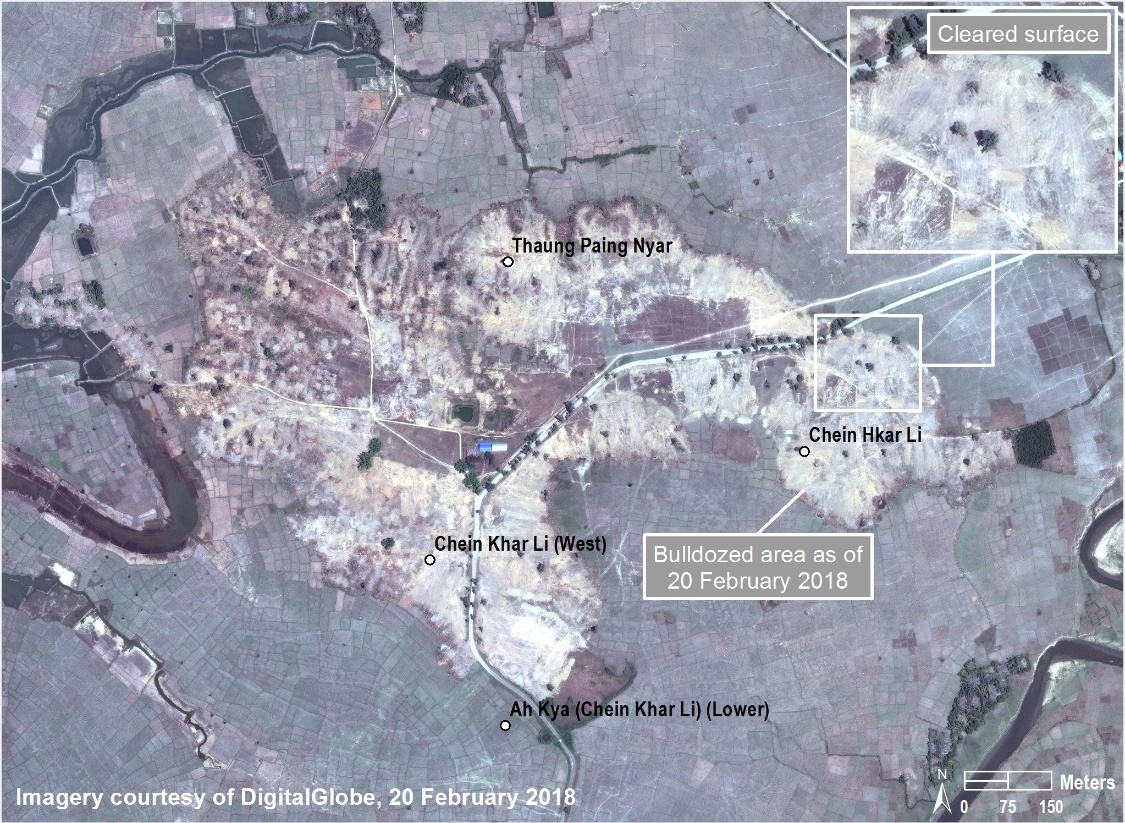 Cleared surface
Thaung Paing Nyar
Chein Hkar Li
Chein Khar Li (West)
Bulldozed area as of
20 February 2018
Ah Kya (Chein Khar Li) (Lower)
Imagery courtesy of DigitalGlobe, 20 February 2018
N
Meters
0 75 150